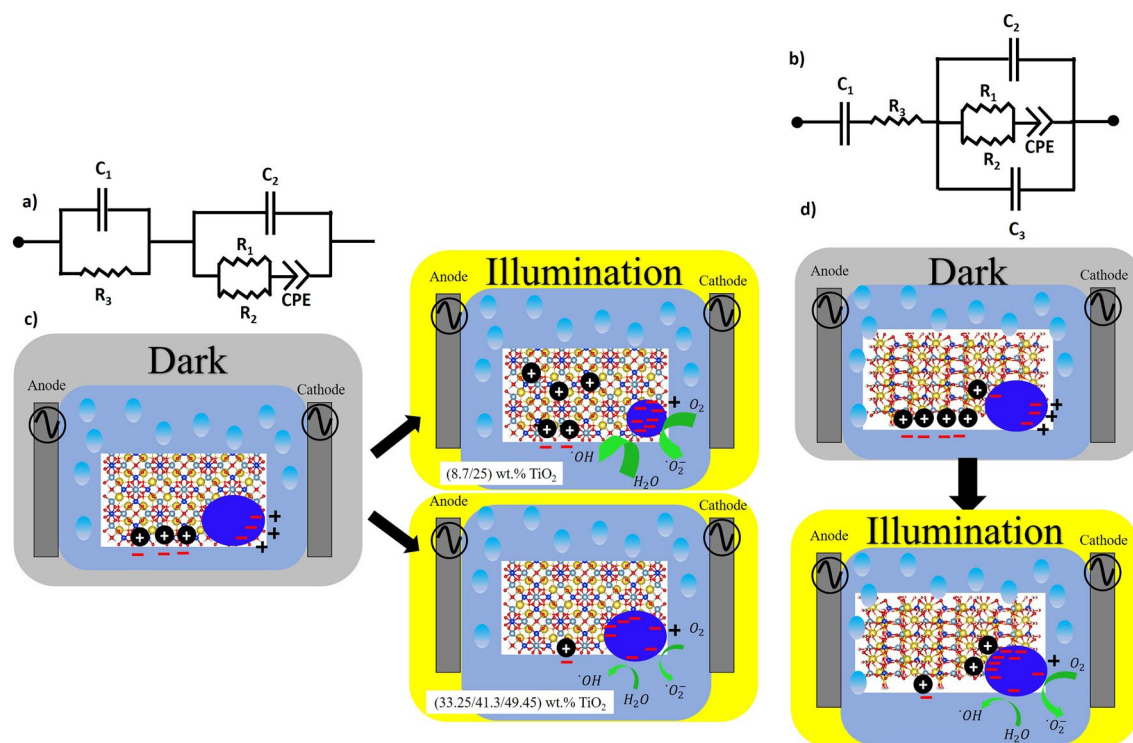 b)
C2
C1
R3
R1
R2
CPE
C3
a)
C1
C2
R3
R1
R2
CPE
c)
Dark
Anode
Cathode
+ + +
+
+
+
Illumination
Anode
Cathode
+
+
+
+ +
+
O2
·OH
·O2−
H2O
(8.7/25) wt.% TiO2
Illumination
Anode
Cathode
+
+
O2
·OH
·O2−
H2O
(33.25/41.3/49.45) wt.% TiO2
d)
Dark
Anode
Cathode
+
+ + + +
+
+
+
Illumination
Anode
Cathode
+
+
+
+
O2
·OH
·O2−
H2O